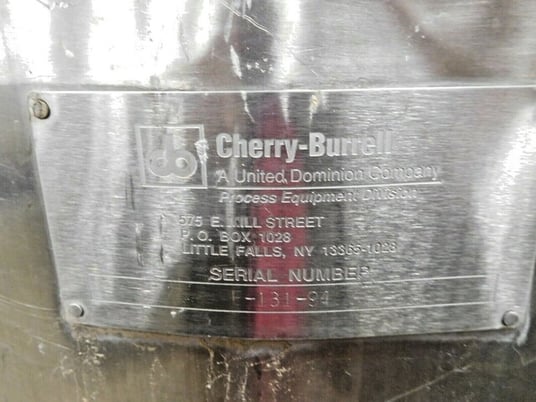 Cherry-Burrell
A United Dominion Company
Process Equipment Division
575 E. MILL STREET
P.O. BOX 1028
LITTLE FALLS, NY 13365-1028
SERIAL NUMBER
-131-94